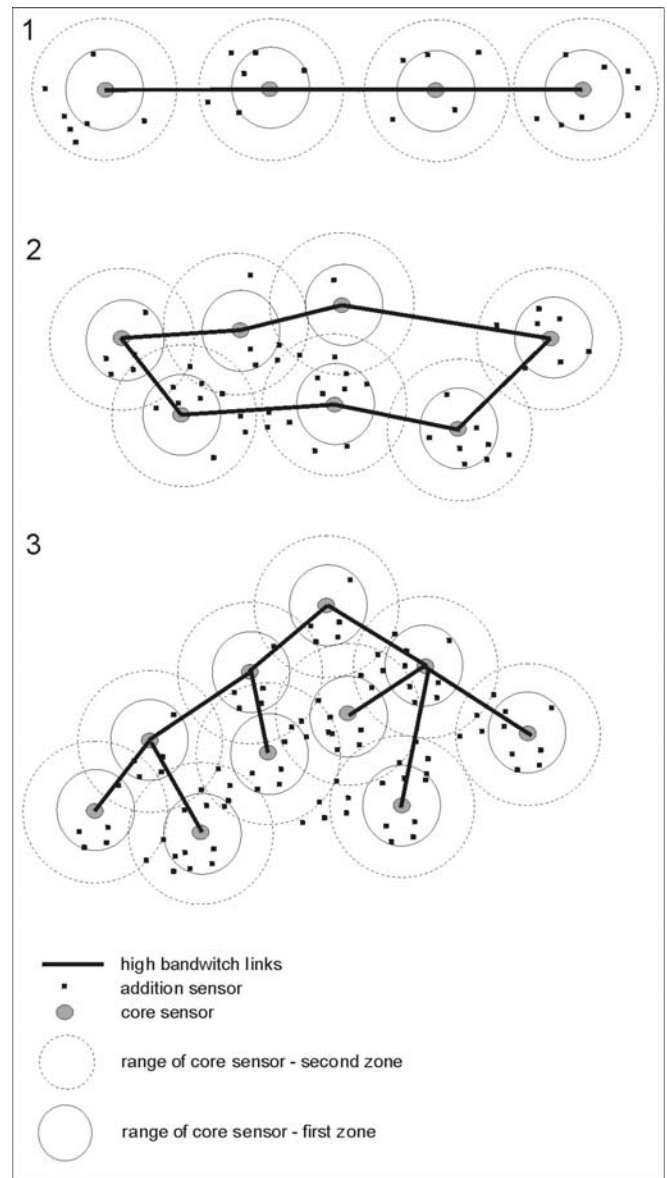 1
2
3
high bandwitch links
addition sensor
core sensor
range of core sensor - second zone
range of core sensor - first zone